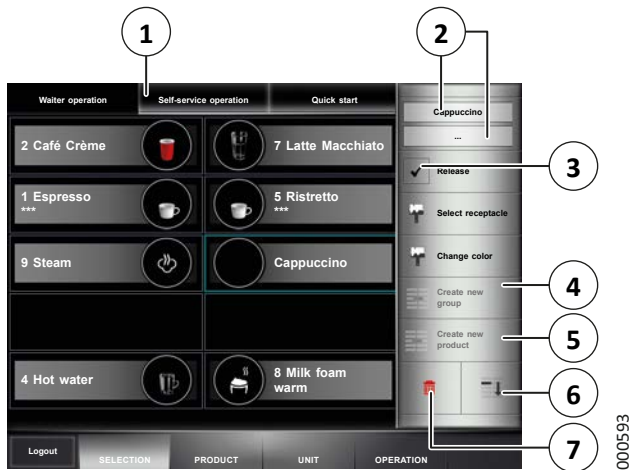 1
2
Waiter operation
Self-service operation
Quick start
Cappuccino
...
2 Café Crème
7 Latte Macchiato
Release
3
1 Espresso
***
5 Ristretto
***
Select receptacle
9 Steam
Cappuccino
Change color
Create new
group
4
Create new
product
5
4 Hot water
8 Milk foam
warm
6
7
Logout
SELECTION
PRODUCT
UNIT
OPERATION
000593